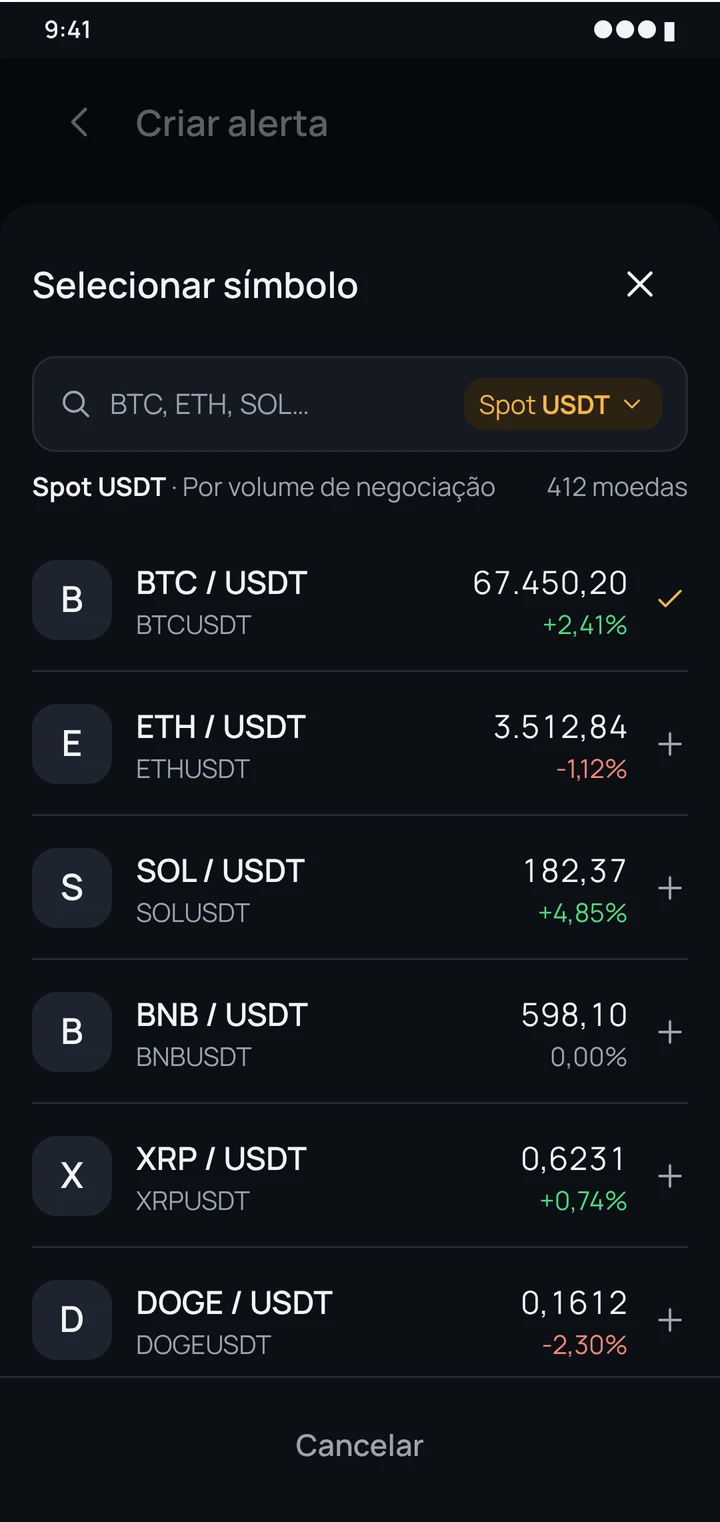 9:41
Criar alerta
Selecionar símbolo
BTC, ETH, SOL... Spot USDT
Spot USDT · Por volume de negociação 412 moedas
B BTC / USDT 67.450,20
BTCUSDT +2,41%
E ETH / USDT 3.512,84
ETHUSDT -1,12%
S SOL / USDT 182,37
SOLUSDT +4,85%
B BNB / USDT 598,10
BNBUSDT 0,00%
X XRP / USDT 0,6231
XRPUSDT +0,74%
D DOGE / USDT 0,1612
DOGEUSDT -2,30%
Cancelar